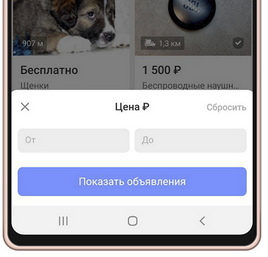 907 м
1,3 км
Бесплатно
1 500 ₽
Щенки
Беспроводные наушн...
Цена ₽
Сбросить
От
До
Показать объявления